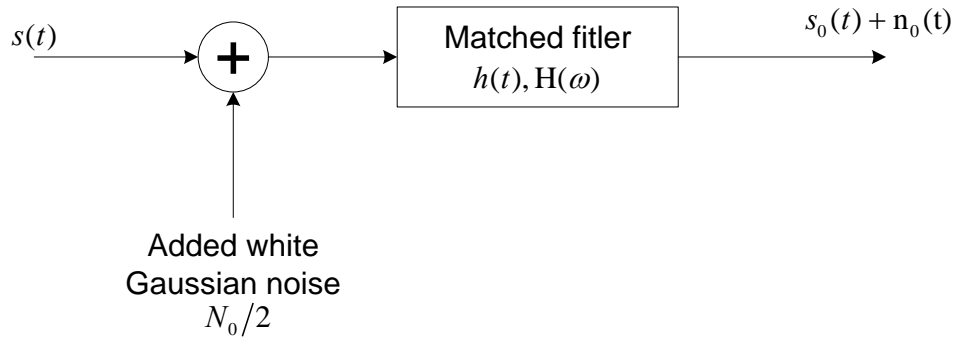 s(t)
+
Matched fitler
h(t), H(ω)
s₀(t) + n₀(t)
Added white
Gaussian noise
N₀/2